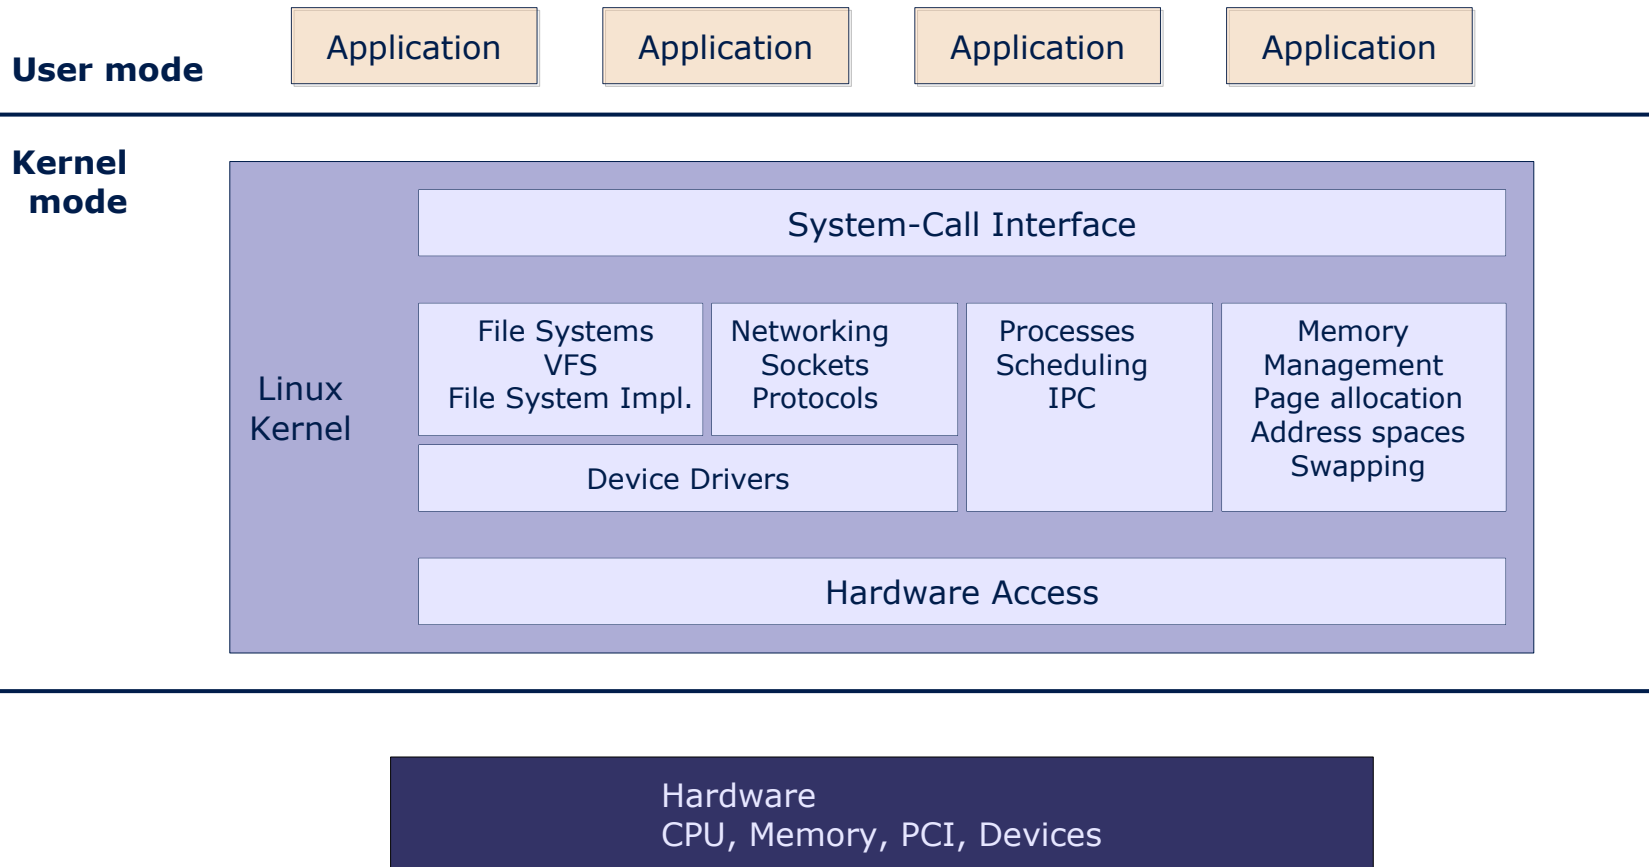 User mode
Application
Application
Application
Application
Kernel
mode
Linux
Kernel
System-Call Interface
File Systems
VFS
File System Impl.
Networking
Sockets
Protocols
Processes
Scheduling
IPC
Memory
Management
Page allocation
Address spaces
Swapping
Device Drivers
Hardware Access
Hardware
CPU, Memory, PCI, Devices